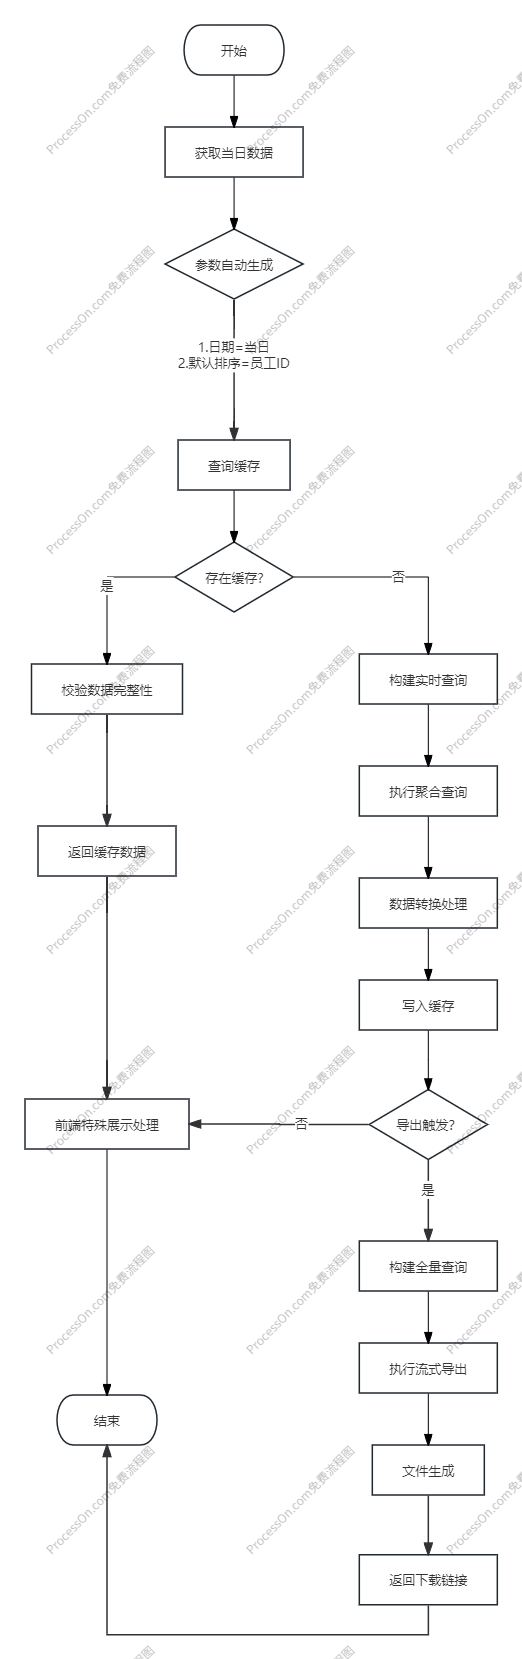 开始
获取当日数据
参数自动生成
1.日期=当日
2.默认排序=员工ID
查询缓存
存在缓存?
是
否
校验数据完整性
构建实时查询
执行聚合查询
返回缓存数据
数据转换处理
写入缓存
前端特殊展示处理
否
导出触发?
是
构建全量查询
执行流式导出
结束
文件生成
返回下载链接
ProcessOn.com免费流程图